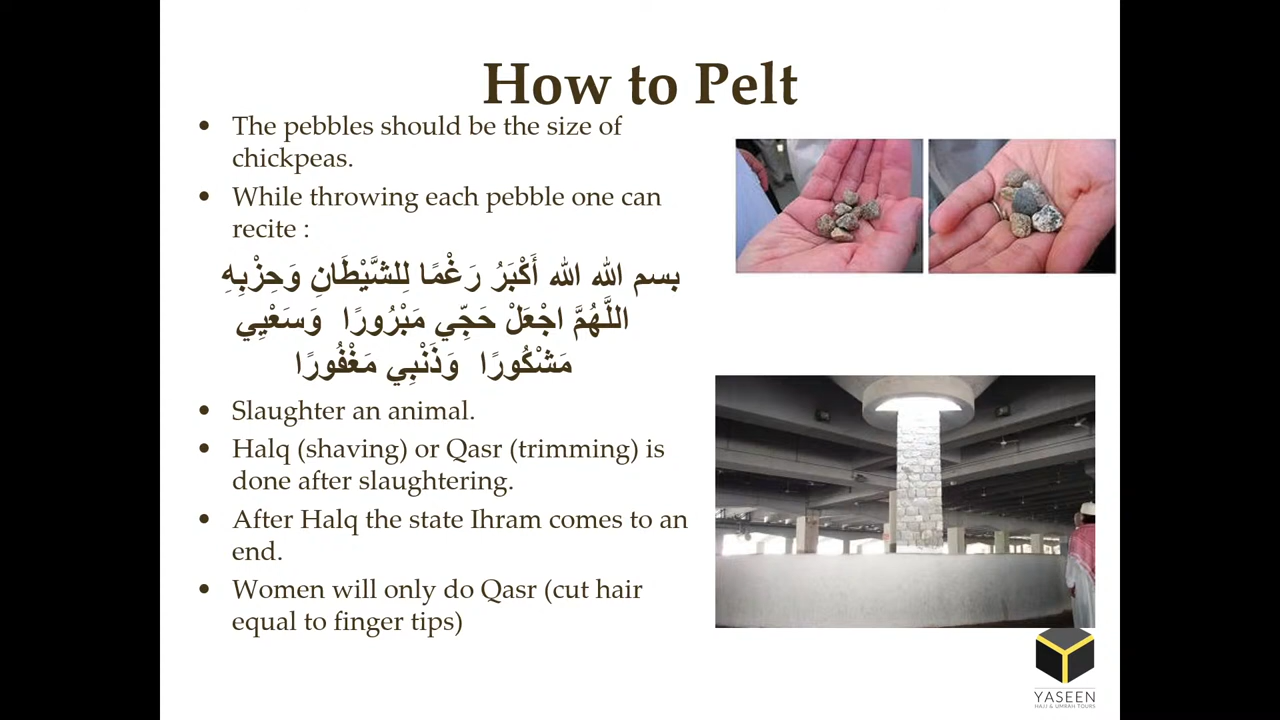 How to Pelt
• The pebbles should be the size of
chickpeas.
• While throwing each pebble one can
recite :
بسم الله الله أَكْبَرُ رَغْمًا لِلشَّيْطَانِ وَحِزْبِهِ
اللَّهُمَّ اجْعَلْ حَجِّي مَبْرُورًا وَسَعْيِي
مَشْكُورًا وَذَنْبِي مَغْفُورًا
• Slaughter an animal.
• Halq (shaving) or Qasr (trimming) is
done after slaughtering.
• After Halq the state Ihram comes to an
end.
• Women will only do Qasr (cut hair
equal to finger tips)
YASEEN
HAJJ & UMRAH TOURS